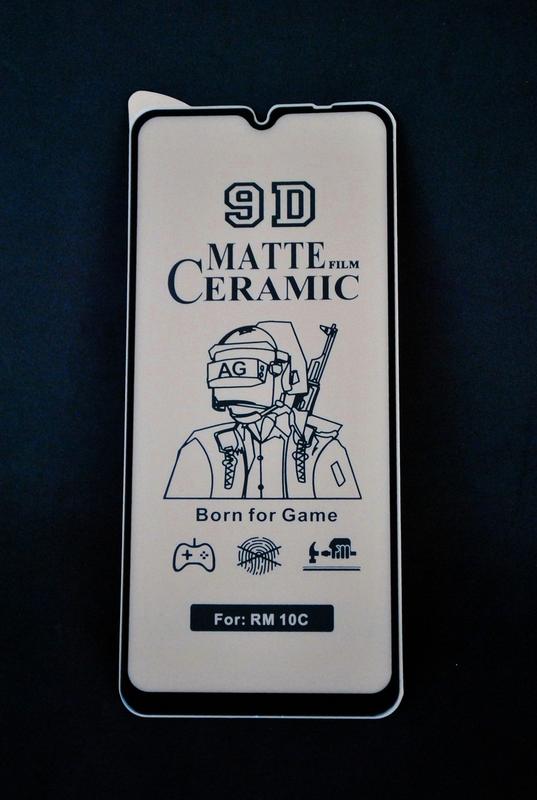 9D
MATTE FILM
CERAMIC
AG
Born for Game
For: RM 10C